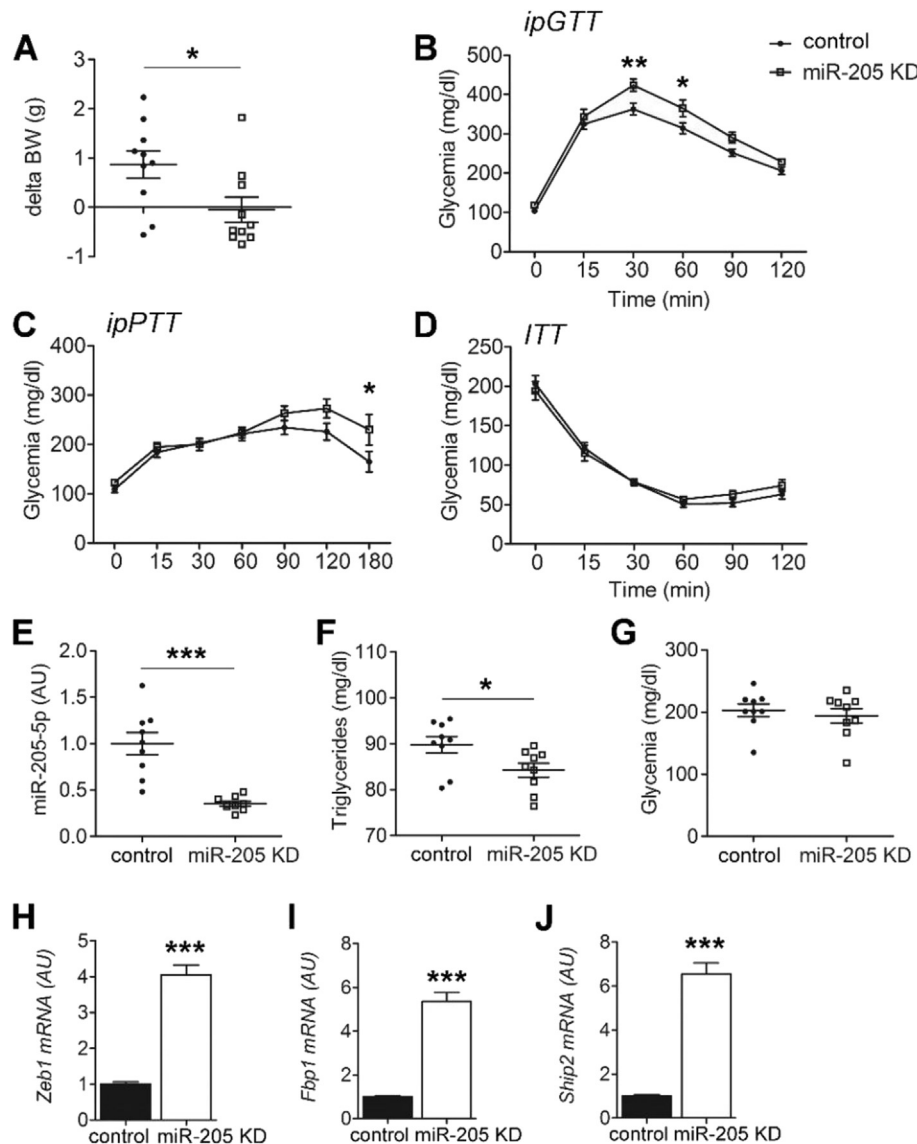 A
*
delta BW (g)
3
2
1
0
-1
B
ipGTT
control
miR-205 KD
**
*
Glycemia (mg/dl)
500
400
300
200
100
0
0 15 30 60 90 120
Time (min)
C
ipPTT
*
Glycemia (mg/dl)
400
300
200
100
0
0 15 30 60 90 120 180
Time (min)
D
ITT
Glycemia (mg/dl)
250
200
150
100
50
0
0 15 30 60 90 120
Time (min)
E
***
miR-205-5p (AU)
2.0
1.5
1.0
0.5
0.0
control miR-205 KD
F
*
Triglycerides (mg/dl)
100
90
80
70
control miR-205 KD
G
Glycemia (mg/dl)
300
200
100
0
control miR-205 KD
H
***
Zeb1 mRNA (AU)
5
4
3
2
1
0
control miR-205 KD
I
***
Fbp1 mRNA (AU)
8
6
4
2
0
control miR-205 KD
J
***
Ship2 mRNA (AU)
8
6
4
2
0
control miR-205 KD